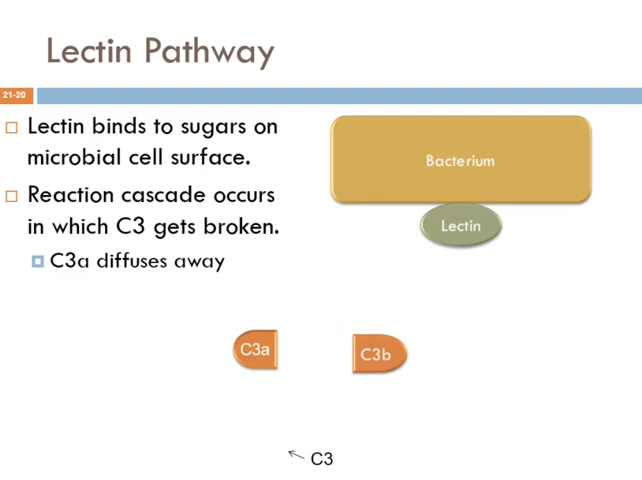 Lectin Pathway
21-20
Lectin binds to sugars on
microbial cell surface.
Reaction cascade occurs
in which C3 gets broken.
C3a diffuses away
Bacterium
Lectin
C3a
C3b
C3